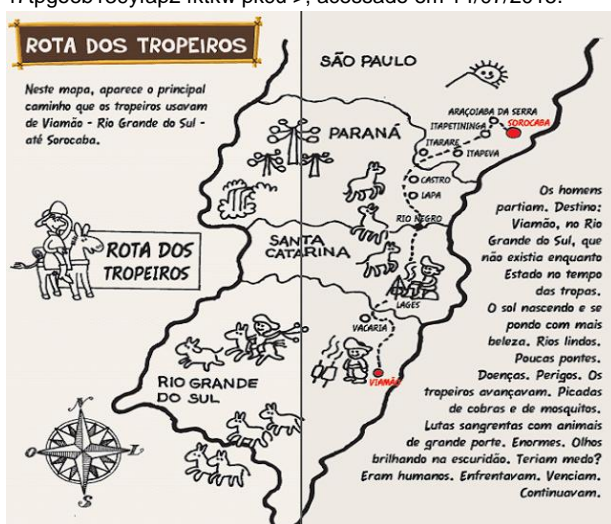 ROTA DOS TROPEIROS
Neste mapa, aparece o principal
caminho que os tropeiros usavam
de Viamão - Rio Grande do Sul -
até Sorocaba.
SÃO PAULO
ARAÇOIABA DA SERRA
ITAPETININGA
SOROCABA
ITARARE
ITAPEVA
PARANÁ
CASTRO
LAPA
RIO NEGRO
SANTA
CATARINA
LAGES
VACARIA
VIAMÃO
RIO GRANDE
DO SUL
ROTA DOS
TROPEIROS
N
O
L
S
Os homens
partiam. Destino:
Viamão, no Rio
Grande do Sul, que
não existia enquanto
Estado no tempo
das tropas.
O sol nascendo e se
pondo com mais
beleza. Rios lindos.
Poucas pontes.
Doenças. Perigos. Os
tropeiros avançavam. Picadas
de cobras e de mosquitos.
Lutas sangrentas com animais
de grande porte. Enormes. Olhos
brilhando na escuridão. Teriam medo?
Eram humanos. Enfrentavam. Venciam.
Continuavam.